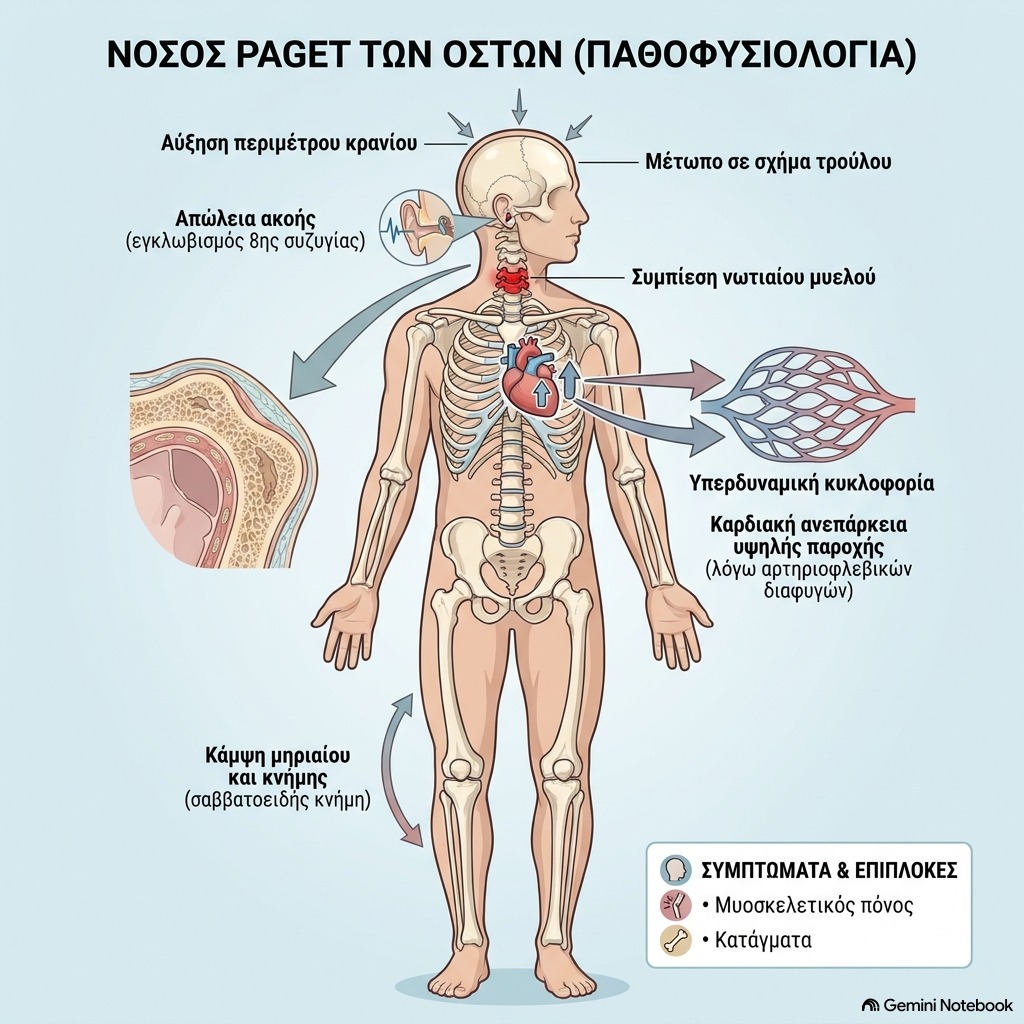 ΝΟΣΟΣ PAGET ΤΩΝ ΟΣΤΩΝ (ΠΑΘΟΦΥΣΙΟΛΟΓΙΑ)
Αύξηση περιμέτρου κρανίου
Μέτωπο σε σχήμα τρούλου
Απώλεια ακοής
(εγκλωβισμός 8ης συζυγίας)
Συμπίεση νωτιαίου μυελού
Υπερδυναμική κυκλοφορία
Καρδιακή ανεπάρκεια
υψηλής παροχής
(λόγω αρτηριοφλεβικών
διαφυγών)
Κάμψη μηριαίου
και κνήμης
(σαββατοειδής κνήμη)
ΣΥΜΠΤΩΜΑΤΑ & ΕΠΙΠΛΟΚΕΣ
• Μυοσκελετικός πόνος
• Κατάγματα
Gemini Notebook